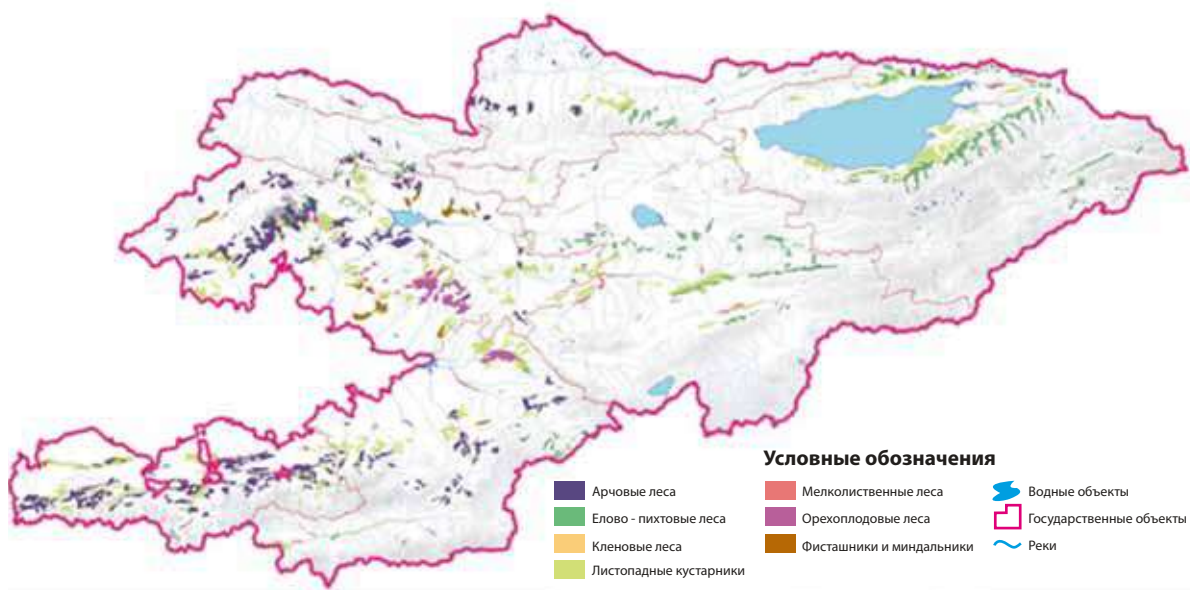 Условные обозначения
Арчовые леса
Елово - пихтовые леса
Кленовые леса
Листопадные кустарники
Мелколиственные леса
Орехоплодовые леса
Фисташники и миндальники
Водные объекты
Государственные объекты
Реки